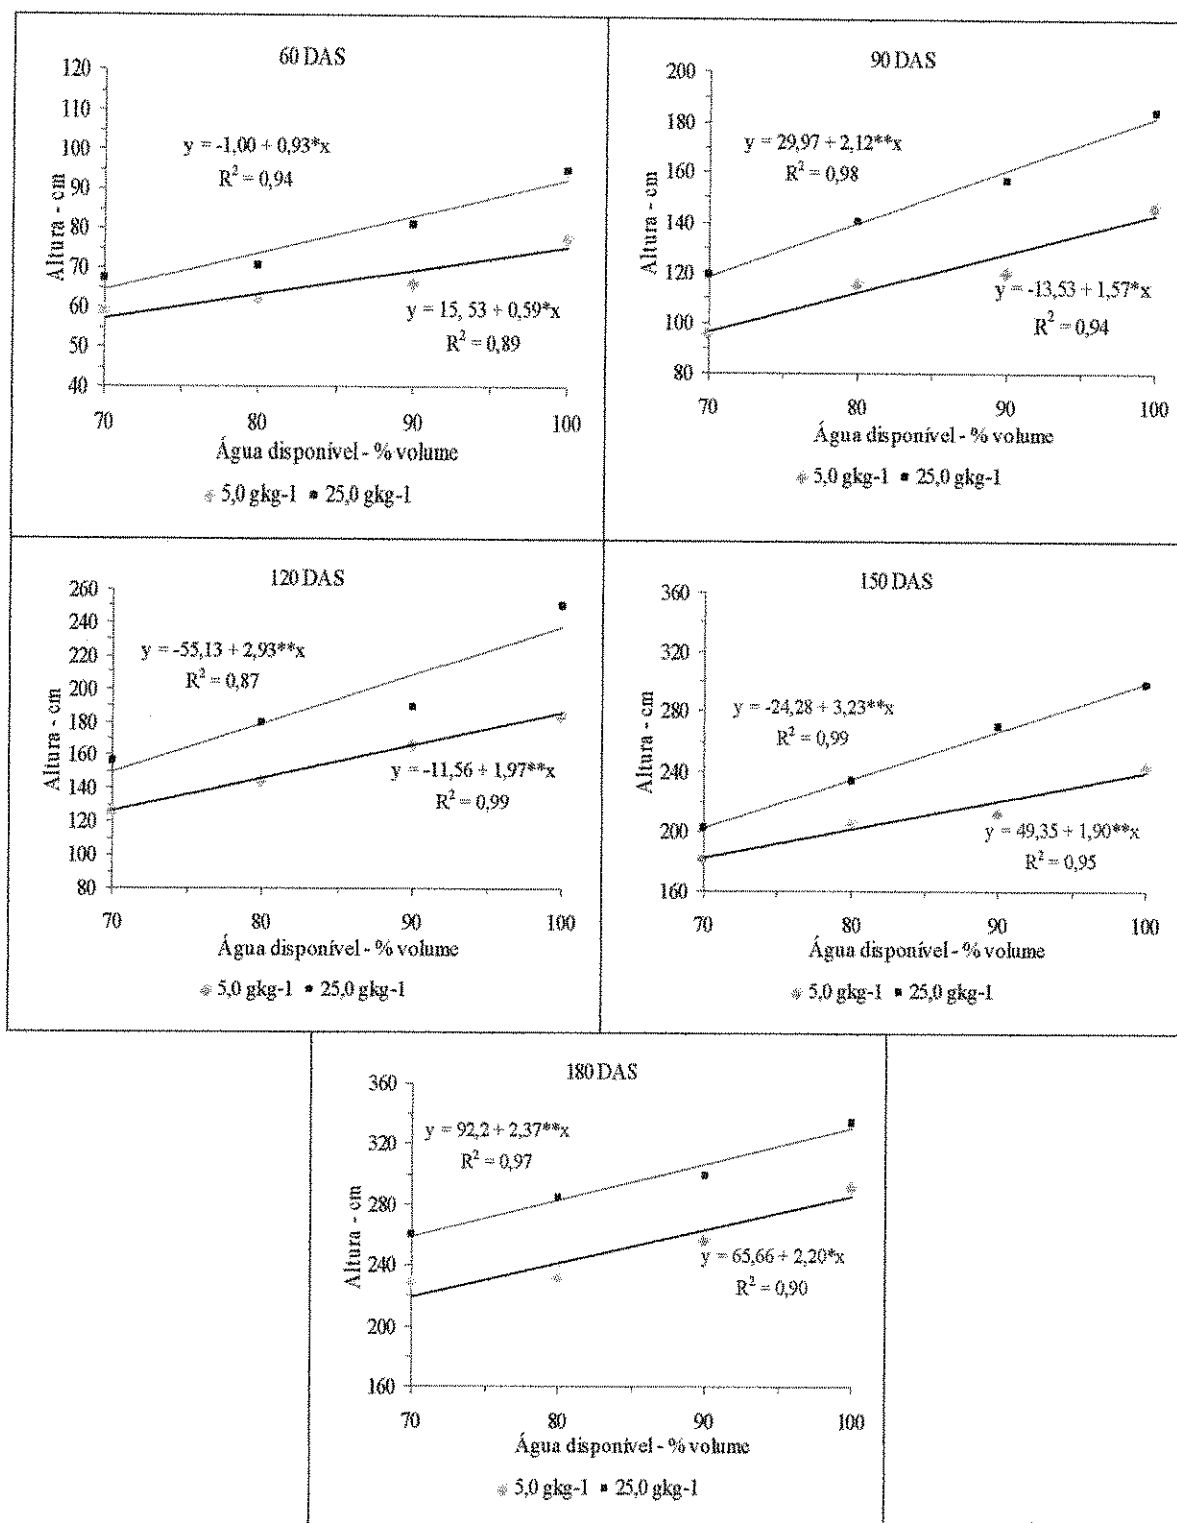 60 DAS
120
110
100
90
80
70
60
50
40
Altura - cm
y = -1,00 + 0,93*x
R² = 0,94
y = 15, 53 + 0,59*x
R² = 0,89
70 80 90 100
Água disponível - % volume
5,0 gkg-1 25,0 gkg-1
90 DAS
200
180
160
140
120
100
80
Altura - cm
y = 29,97 + 2,12**x
R² = 0,98
y = -13,53 + 1,57*x
R² = 0,94
70 80 90 100
Água disponível - % volume
5,0 gkg-1 25,0 gkg-1
120 DAS
260
240
220
200
180
160
140
120
100
80
Altura - cm
y = -55,13 + 2,93**x
R² = 0,87
y = -11,56 + 1,97**x
R² = 0,99
70 80 90 100
Água disponível - % volume
5,0 gkg-1 25,0 gkg-1
150 DAS
360
320
280
240
200
160
Altura - cm
y = -24,28 + 3,23**x
R² = 0,99
y = 49,35 + 1,90**x
R² = 0,95
70 80 90 100
Água disponível - % volume
5,0 gkg-1 25,0 gkg-1
180 DAS
360
320
280
240
200
160
Altura - cm
y = 92,2 + 2,37**x
R² = 0,97
y = 65,66 + 2,20*x
R² = 0,90
70 80 90 100
Água disponível - % volume
5,0 gkg-1 25,0 gkg-1